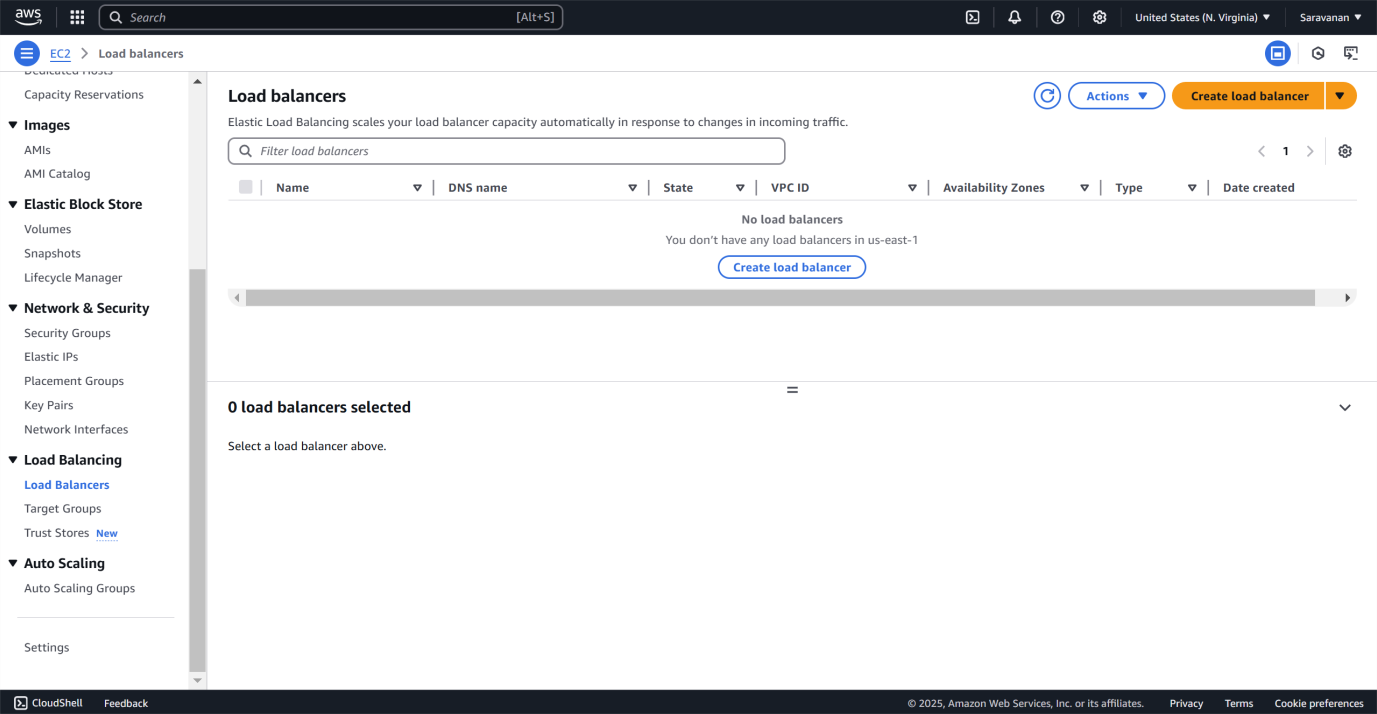 aws
Search [Alt+S]
United States (N. Virginia)
Saravanan
EC2 Load balancers
Dedicated Hosts
Capacity Reservations
Images
AMIs
AMI Catalog
Elastic Block Store
Volumes
Snapshots
Lifecycle Manager
Network & Security
Security Groups
Elastic IPs
Placement Groups
Key Pairs
Network Interfaces
Load Balancing
Load Balancers
Target Groups
Trust Stores New
Auto Scaling
Auto Scaling Groups
Settings
Load balancers
Actions
Create load balancer
Elastic Load Balancing scales your load balancer capacity automatically in response to changes in incoming traffic.
Filter load balancers
1
Name DNS name State VPC ID Availability Zones Type Date created
No load balancers
You don't have any load balancers in us-east-1
Create load balancer
0 load balancers selected
Select a load balancer above.
CloudShell Feedback
© 2025, Amazon Web Services, Inc. or its affiliates. Privacy Terms Cookie preferences